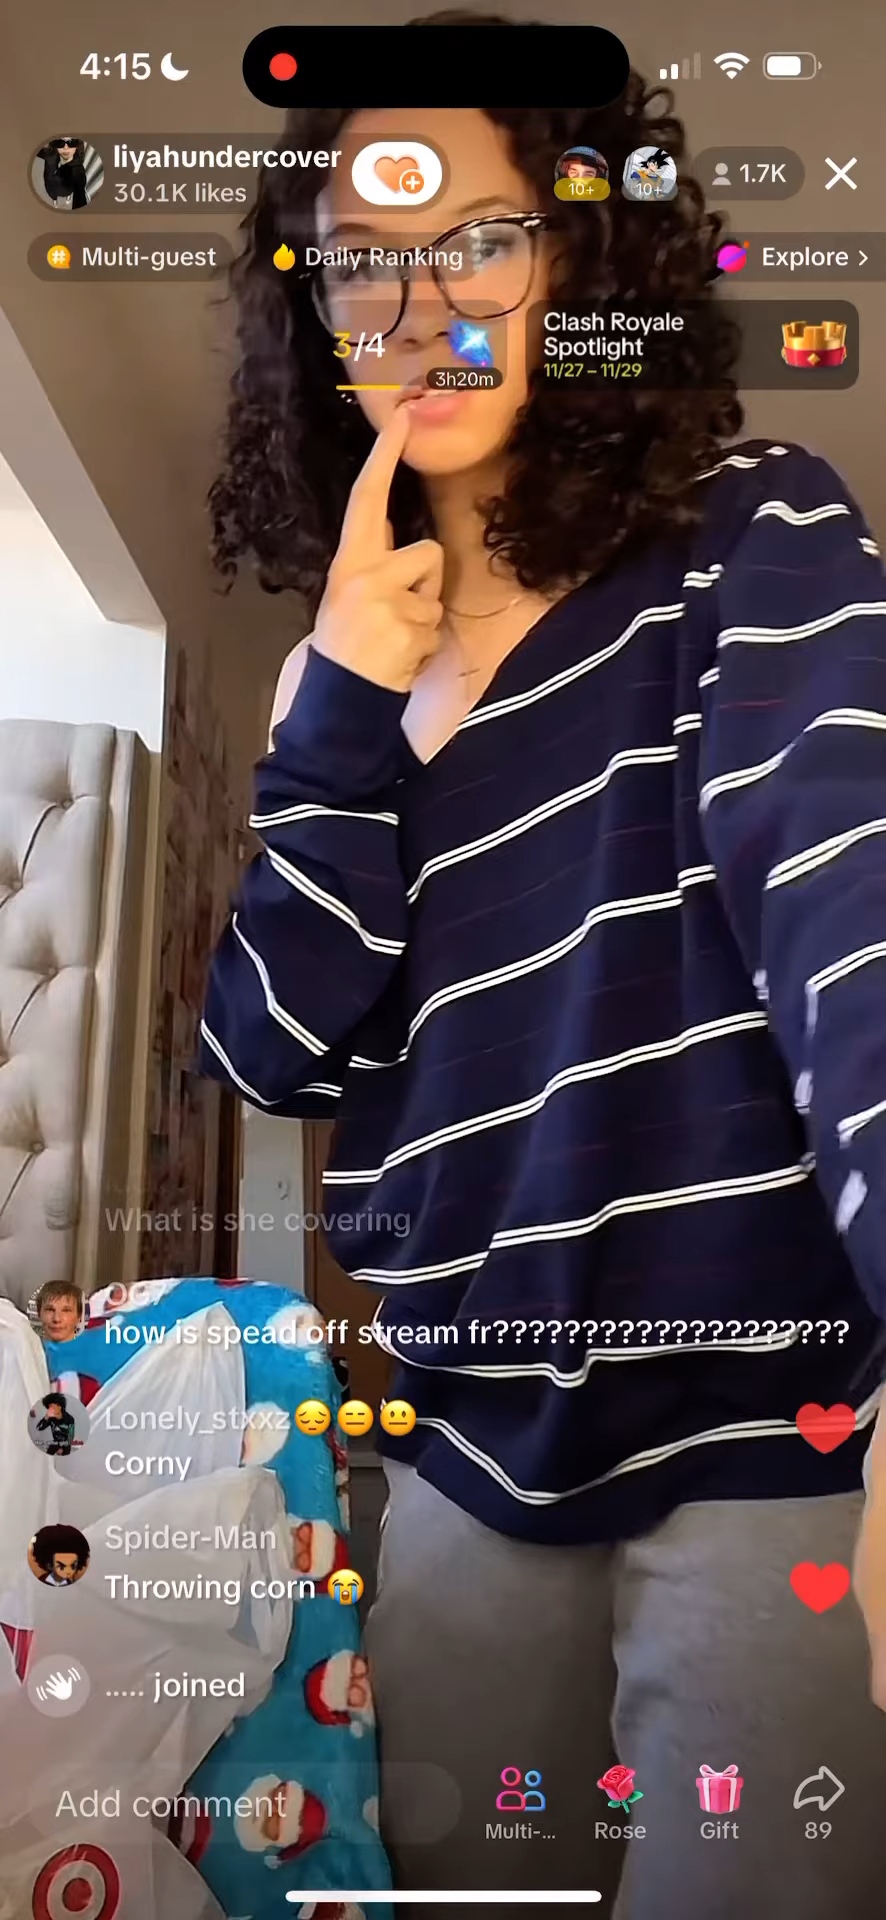 4:15
liyahundercover
30.1K likes
10+
10+
1.7K
Multi-guest
Daily Ranking
Explore >
3/4
3h20m
Clash Royale
Spotlight
11/27 – 11/29
What is she covering
OG7
how is spead off stream fr????????????????????
Lonely_stxxz😔😑😐
Corny
Spider-Man
Throwing corn 😭
..... joined
Add comment
Multi-...
Rose
Gift
89